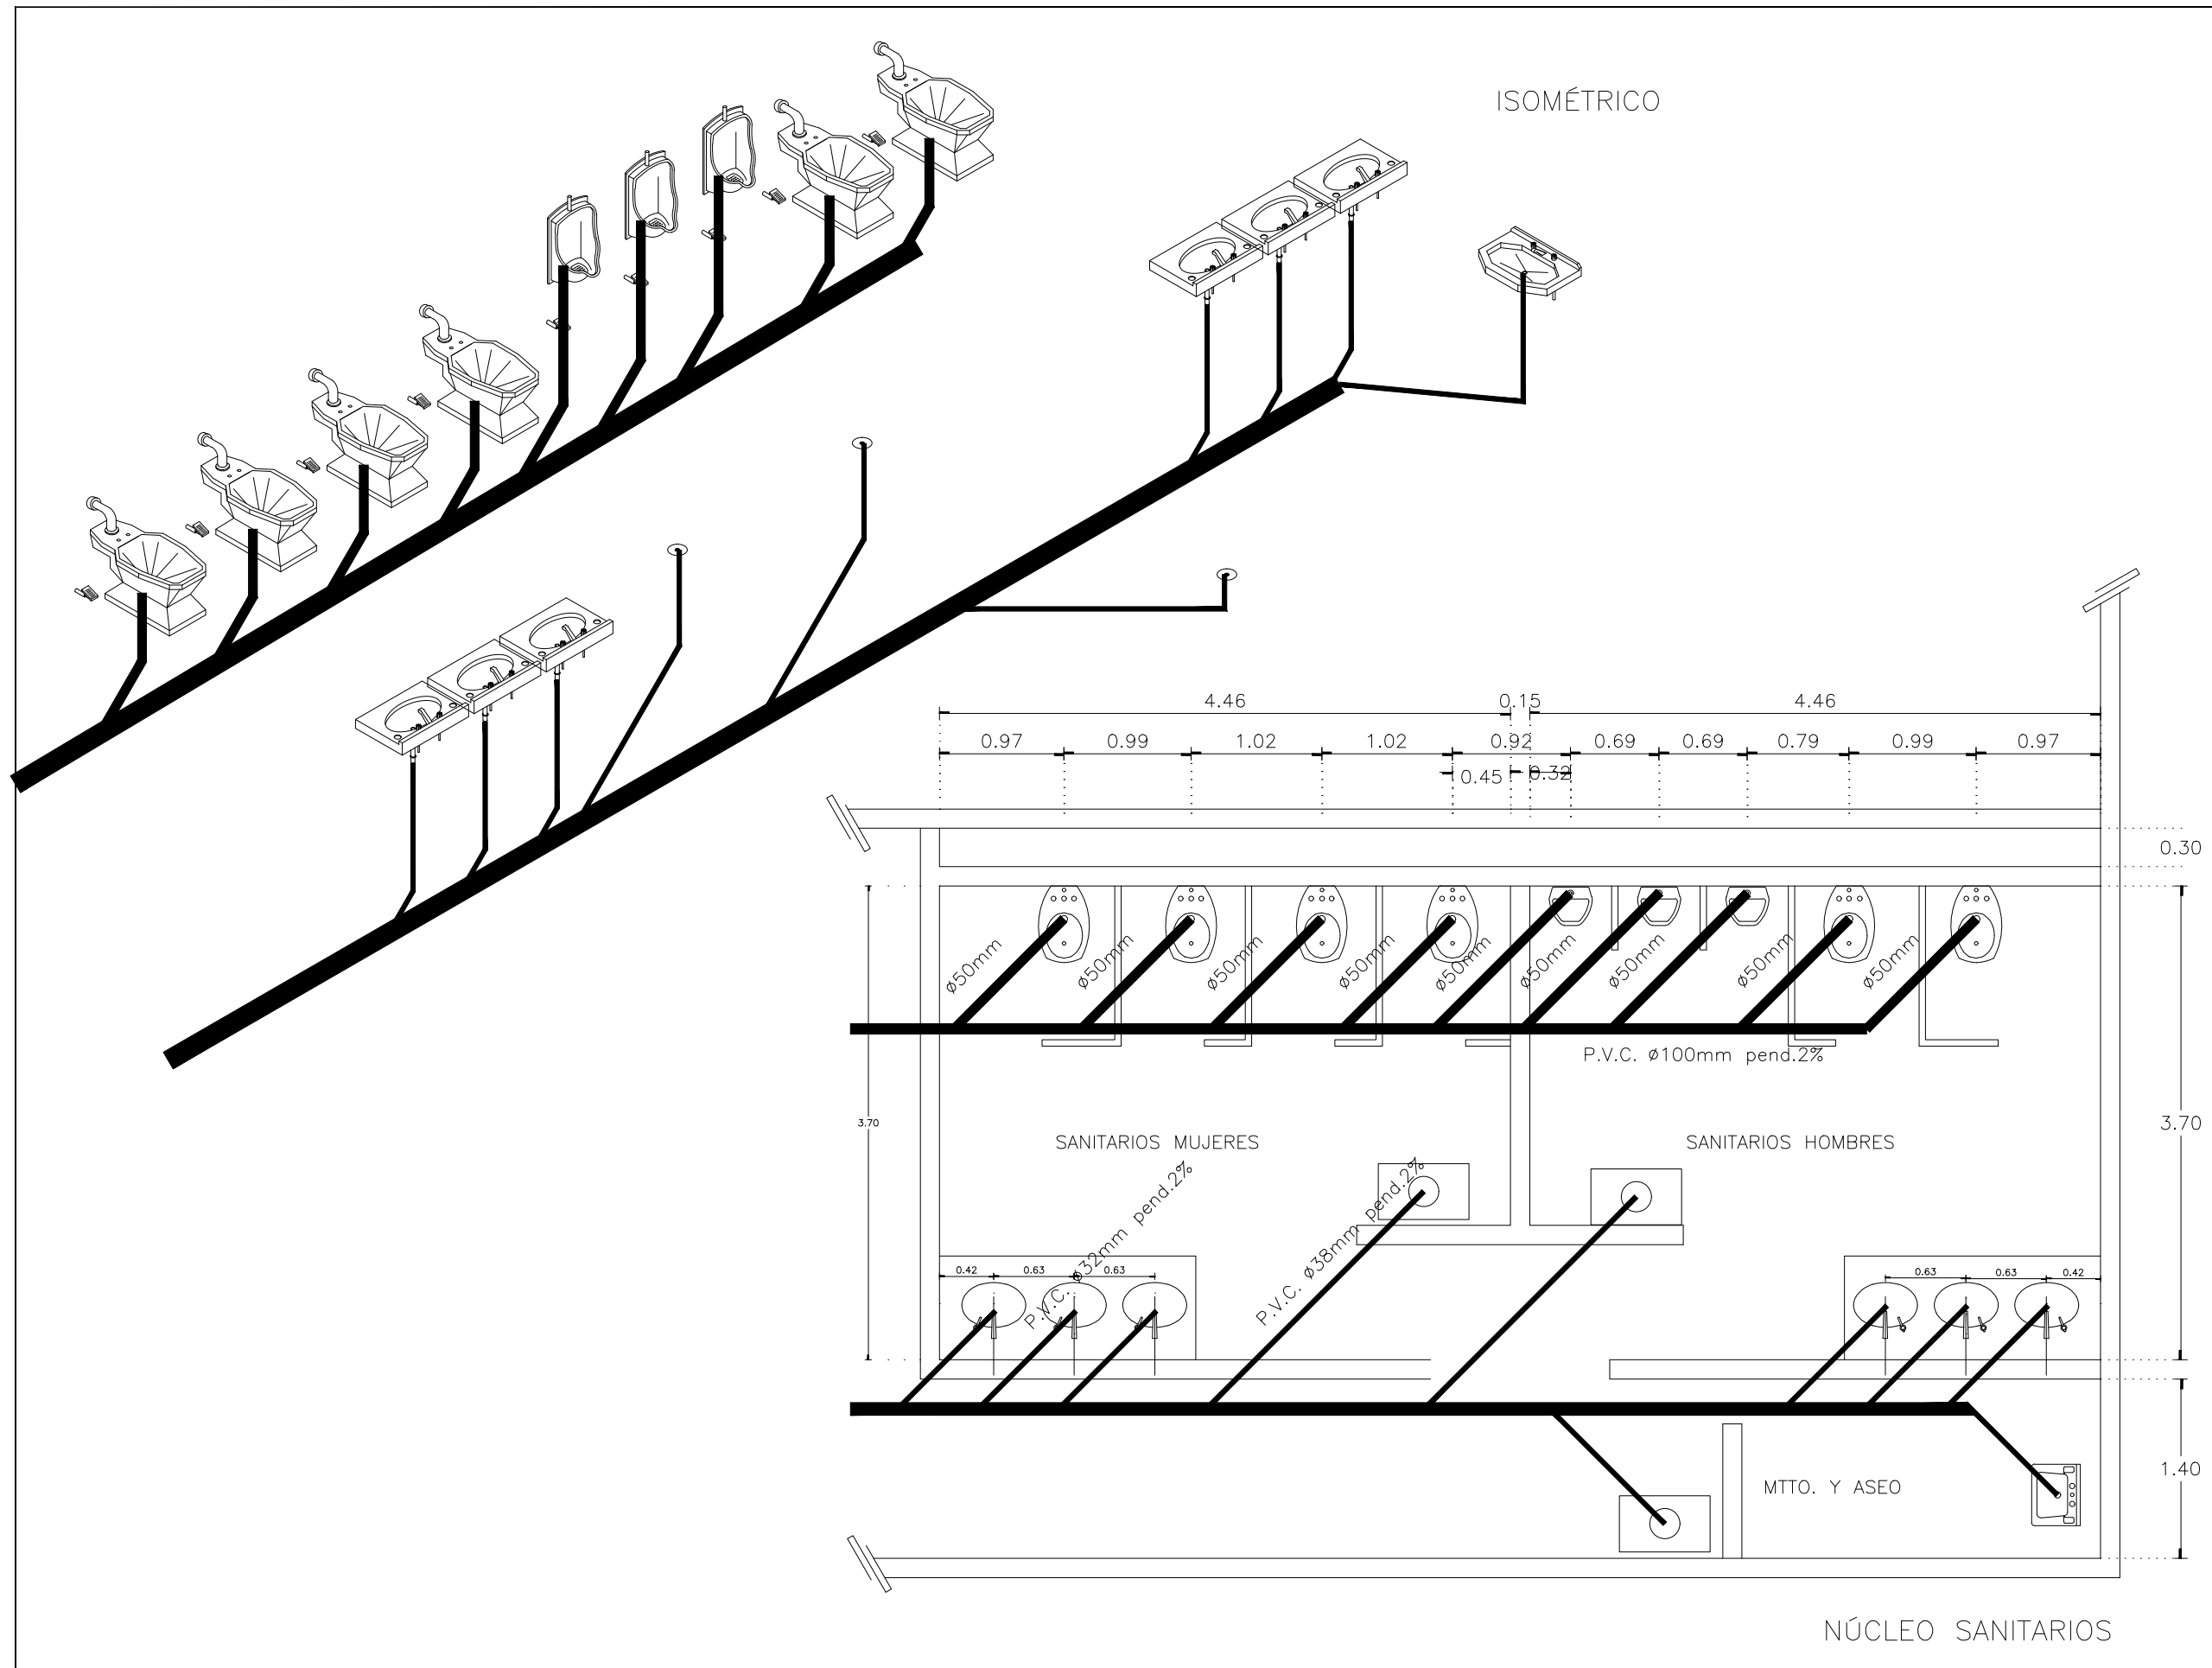 ISOMÉTRICO
4.46 0.15 4.46
0.97 0.99 1.02 1.02 0.92 0.69 0.69 0.79 0.99 0.97
0.45 0.32
0.30
ø50mm ø50mm ø50mm ø50mm ø50mm ø50mm ø50mm ø50mm ø50mm
P.V.C. ø100mm pend.2%
3.70
3.70
SANITARIOS MUJERES
SANITARIOS HOMBRES
P.V.C. ø32mm pend.2%
P.V.C. ø38mm pend.2%
0.42 0.63 0.63
0.63 0.63 0.42
1.40
MTTO. Y ASEO
NÚCLEO SANITARIOS